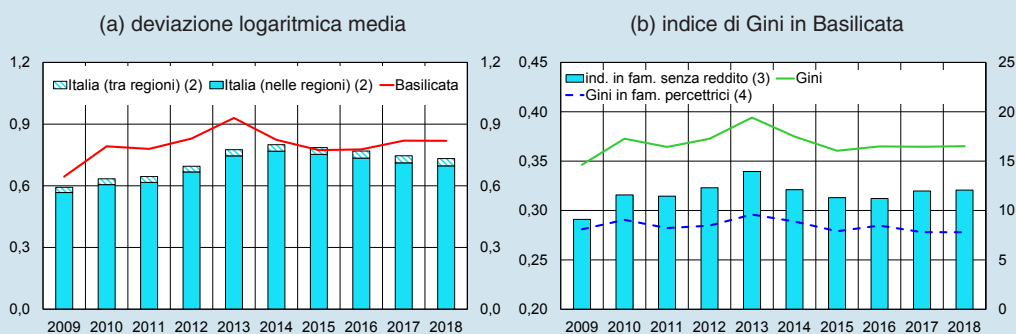 (a) deviazione logaritmica media
(b) indice di Gini in Basilicata
1,2
1,2
Italia (tra regioni) (2)
Italia (nelle regioni) (2)
Basilicata
0,9
0,9
0,6
0,6
0,3
0,3
0,0
0,0
2009 2010 2011 2012 2013 2014 2015 2016 2017 2018
0,45
25
ind. in fam. senza reddito (3)
Gini
Gini in fam. percettrici (4)
0,40
20
0,35
15
0,30
10
0,25
5
0,20
0
2009 2010 2011 2012 2013 2014 2015 2016 2017 2018